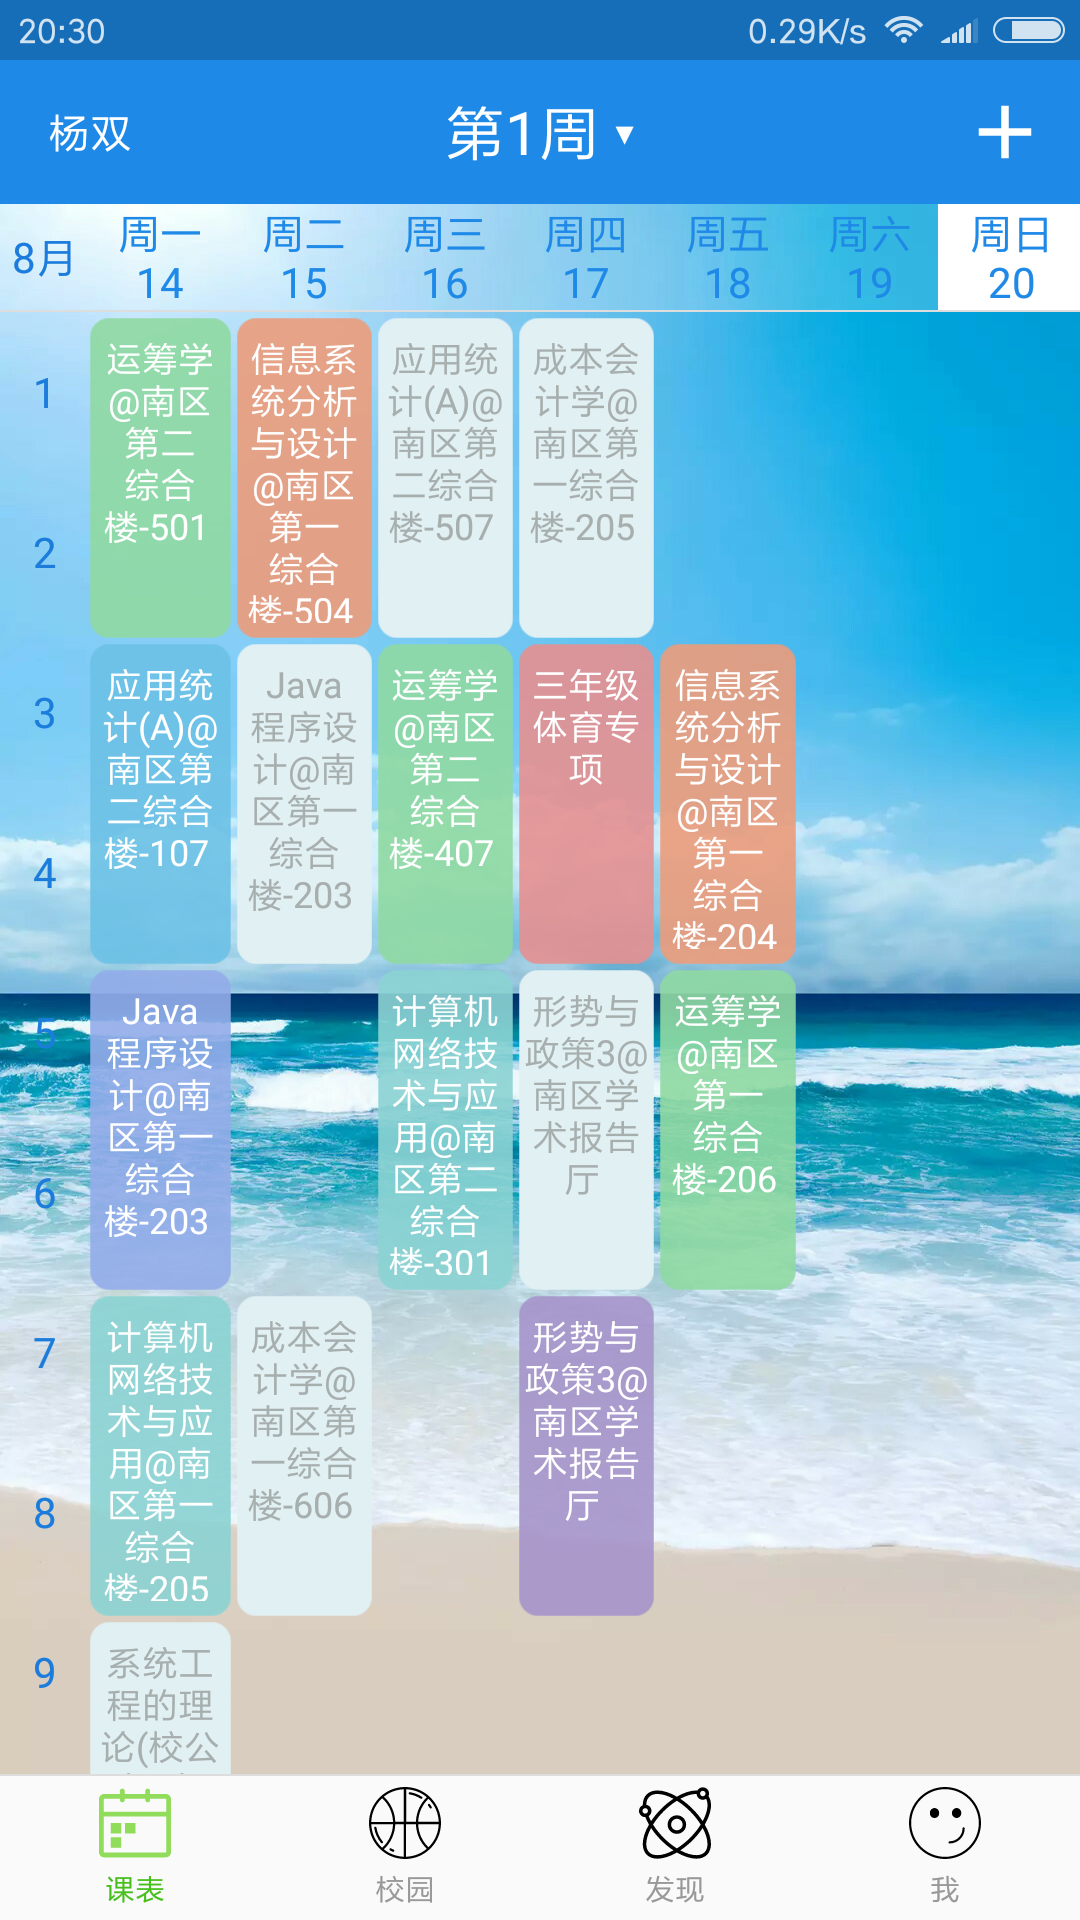 20:30
0.29K/s
杨双
第1周
8月
周一
14
周二
15
周三
16
周四
17
周五
18
周六
19
周日
20
1
2
3
4
5
6
7
8
9
运筹学
@南区
第二
综合
楼-501
信息系
统分析
与设计
@南区
第一
综合
楼-504
应用统
计(A)@
南区第
二综合
楼-507
成本会
计学@
南区第
一综合
楼-205
应用统
计(A)@
南区第
二综合
楼-107
Java
程序设
计@南
区第一
综合
楼-203
运筹学
@南区
第二
综合
楼-407
三年级
体育专
项
信息系
统分析
与设计
@南区
第一
综合
楼-204
Java
程序设
计@南
区第一
综合
楼-203
计算机
网络技
术与应
用@南
区第二
综合
楼-301
形势与
政策3@
南区学
术报告
厅
运筹学
@南区
第一
综合
楼-206
计算机
网络技
术与应
用@南
区第一
综合
楼-205
成本会
计学@
南区第
一综合
楼-606
形势与
政策3@
南区学
术报告
厅
系统工
程的理
论(校公
课表
校园
发现
我